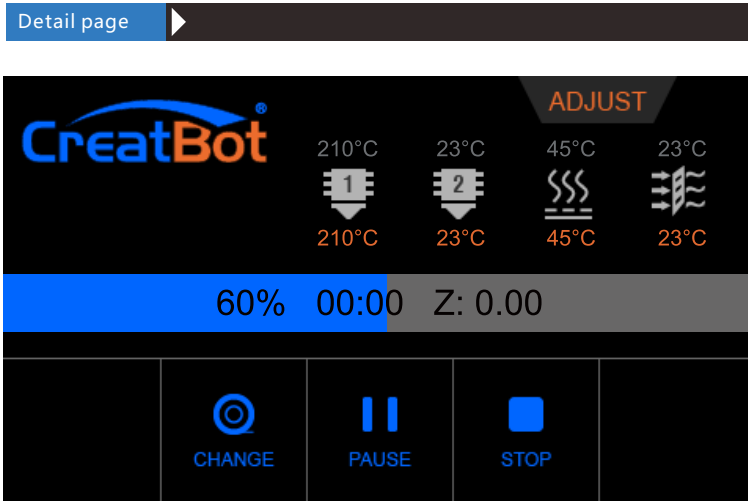 Detail page
ADJUST
CreatBot®
210°C 23°C 45°C 23°C
1 2
210°C 23°C 45°C 23°C
60% 00:00 Z: 0.00
CHANGE PAUSE STOP